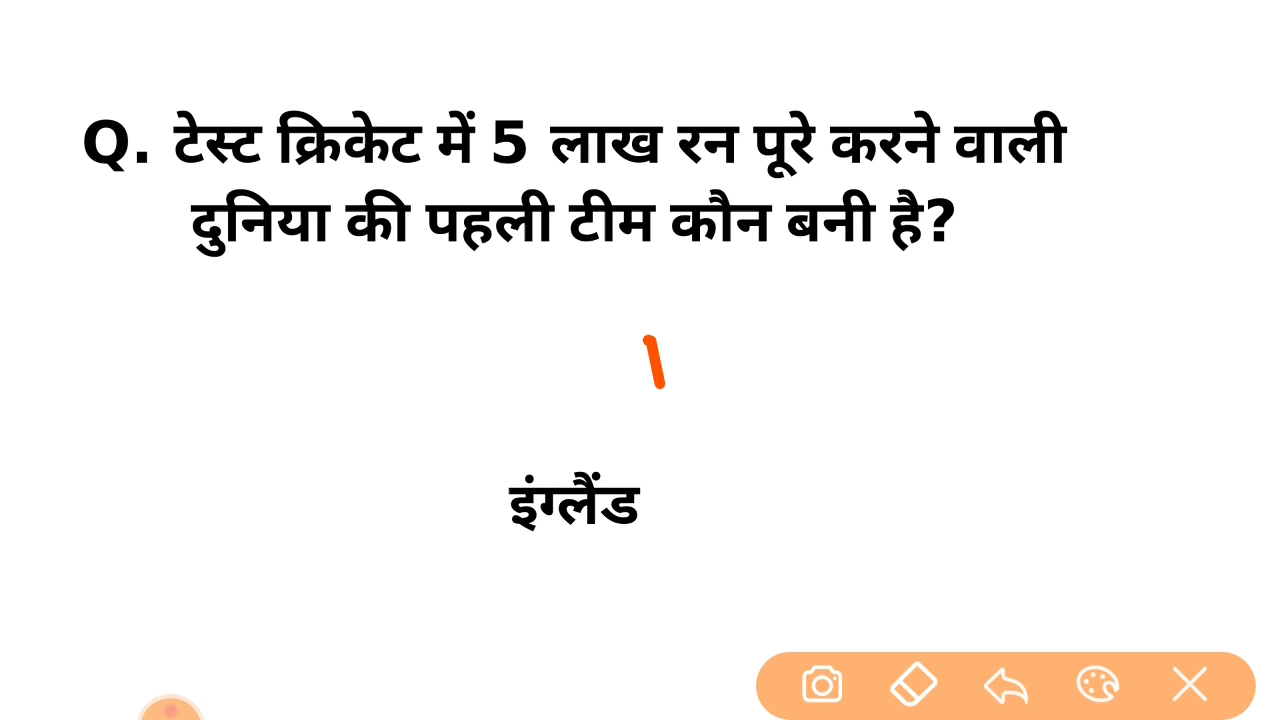 Q. टेस्ट क्रिकेट में 5 लाख रन पूरे करने वाली
दुनिया की पहली टीम कौन बनी है?
इंग्लैंड